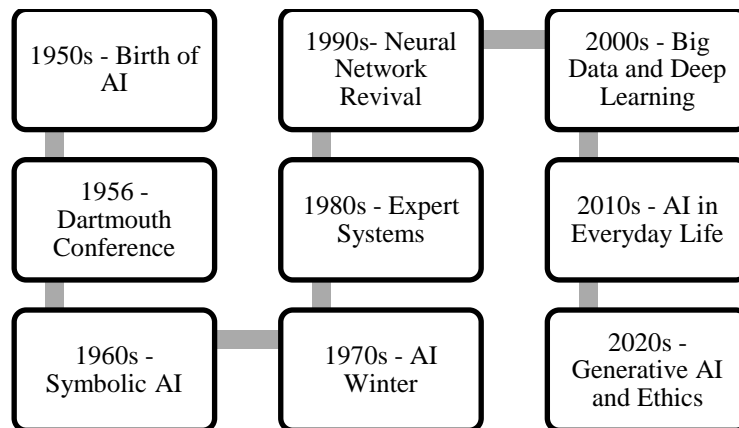 1950s - Birth of
AI
1956 -
Dartmouth
Conference
1960s -
Symbolic AI
1970s - AI
Winter
1980s - Expert
Systems
1990s- Neural
Network
Revival
2000s - Big
Data and Deep
Learning
2010s - AI in
Everyday Life
2020s -
Generative AI
and Ethics